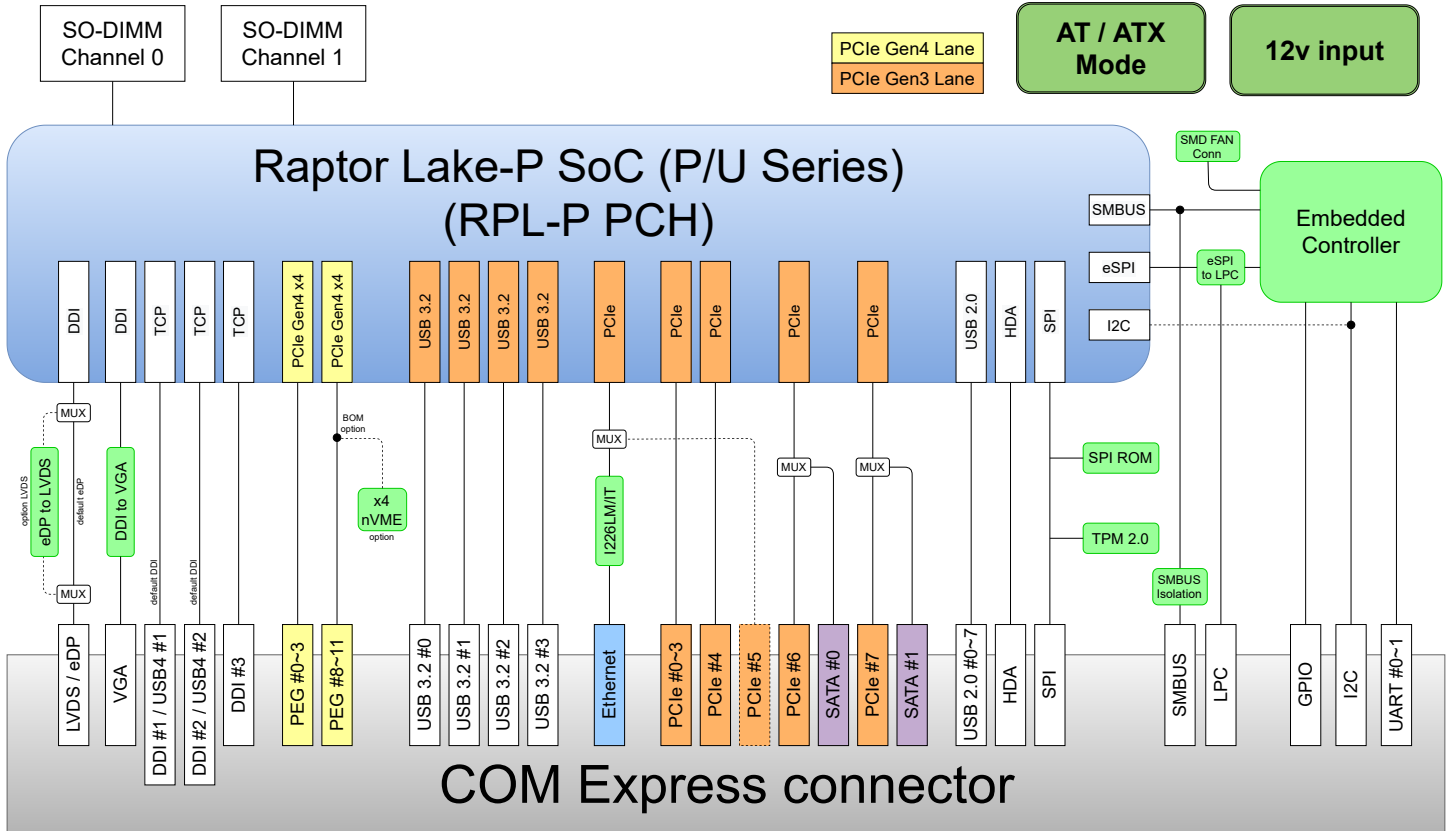 SO-DIMM
Channel 0
SO-DIMM
Channel 1
PCIe Gen4 Lane
PCIe Gen3 Lane
AT / ATX
Mode
12v input
Raptor Lake-P SoC (P/U Series)
(RPL-P PCH)
SMD FAN
Conn
Embedded
Controller
SMBUS
eSPI
eSPI
to LPC
I2C
DDI
DDI
TCP
TCP
TCP
PCIe Gen4 x4
PCIe Gen4 x4
USB 3.2
USB 3.2
USB 3.2
USB 3.2
PCIe
PCIe
PCIe
PCIe
PCIe
USB 2.0
HDA
SPI
MUX
BOM
option
MUX
MUX
MUX
option LVDS
eDP to LVDS
default eDP
DDI to VGA
x4
nVME
option
I226LM/IT
SPI ROM
TPM 2.0
MUX
default DDI
default DDI
SMBUS
Isolation
LVDS / eDP
VGA
DDI #1 / USB4 #1
DDI #2 / USB4 #2
DDI #3
PEG #0~3
PEG #8~11
USB 3.2 #0
USB 3.2 #1
USB 3.2 #2
USB 3.2 #3
Ethernet
PCIe #0~3
PCIe #4
PCIe #5
PCIe #6
SATA #0
PCIe #7
SATA #1
USB 2.0 #0~7
HDA
SPI
SMBUS
LPC
GPIO
I2C
UART #0~1
COM Express connector